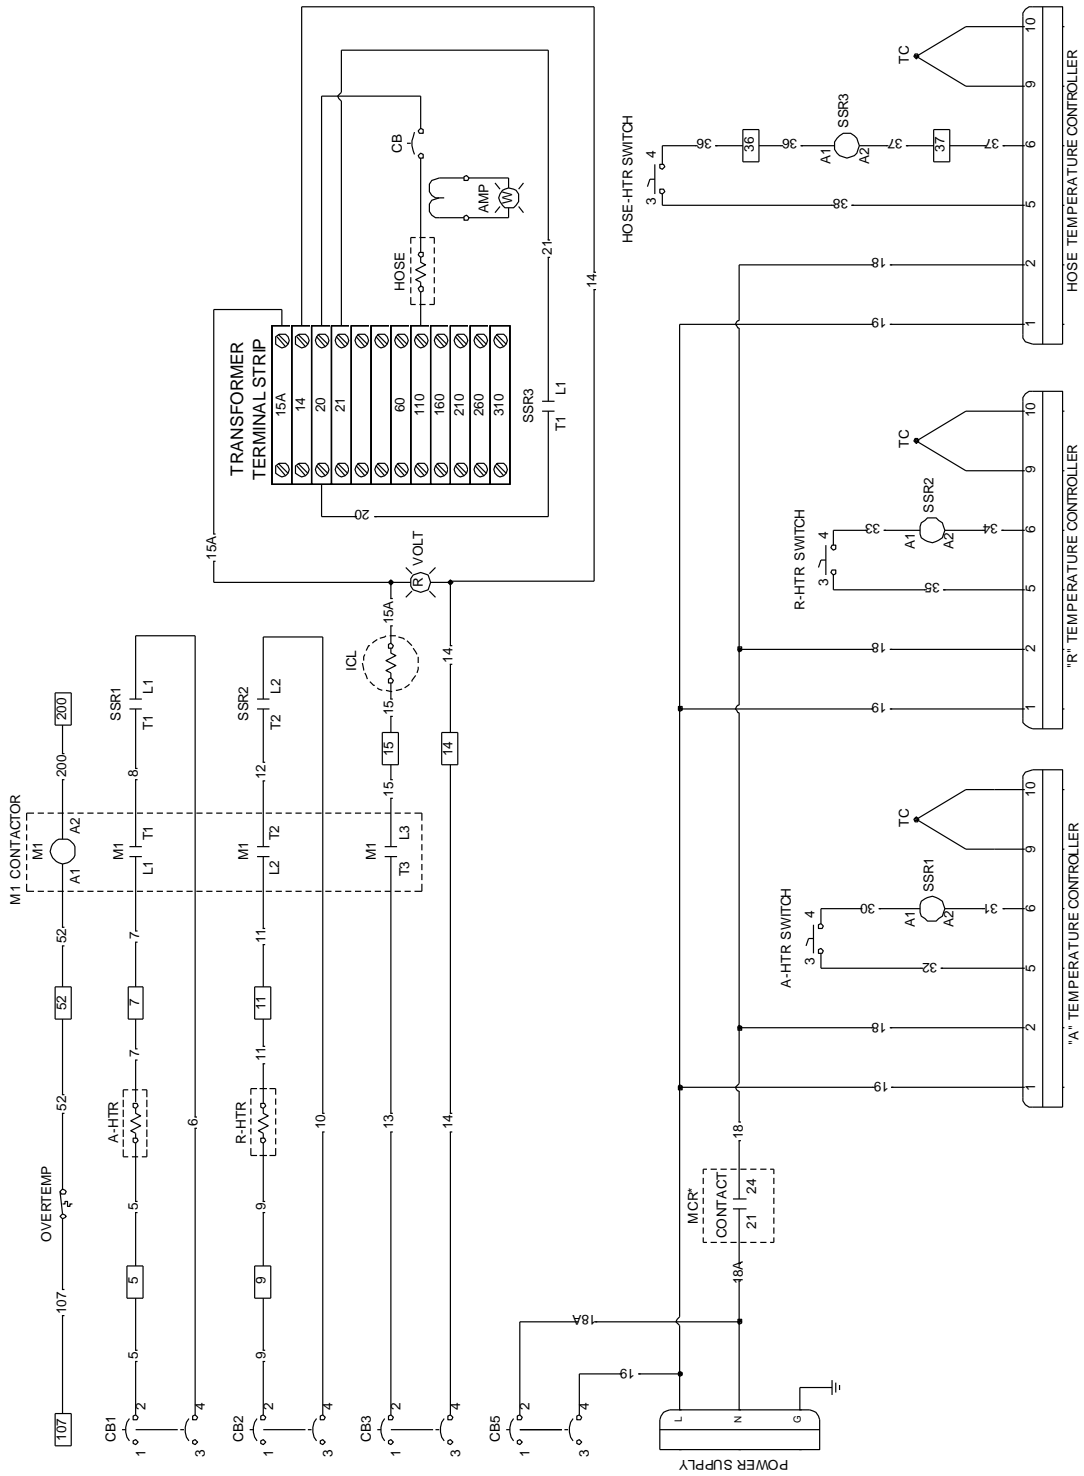 107
107
OVERTEMP
52
52
52
M1 CONTACTOR
M1
A1
A2
200
200
CB1
1
2
3
4
5
5
5
A-HTR
7
7
7
M1
L1
T1
8
SSR1
T1
L1
6
CB2
1
2
3
4
9
9
9
R-HTR
11
11
11
M1
L2
T2
12
SSR2
T2
L2
10
CB3
1
2
3
4
13
M1
T3
L3
15
15
15
ICL
15A
15A
14
14
14
14
R
VOLT
TRANSFORMER
TERMINAL STRIP
15A
14
20
21
60
110
160
210
260
310
20
SSR3
T1
L1
21
HOSE
CB
AMP
W
CB5
1
2
3
4
18A
19
POWER SUPPLY
L
N
G
18A
MCR*
CONTACT
21
24
18
19
18
A-HTR SWITCH
3
4
32
30
A1
A2
SSR1
31
TC
1
2
5
6
9
10
"A" TEMPERATURE CONTROLLER
19
18
R-HTR SWITCH
3
4
35
33
A1
A2
SSR2
34
TC
1
2
5
6
9
10
"R" TEMPERATURE CONTROLLER
19
18
HOSE-HTR SWITCH
3
4
38
36
36
36
A1
A2
SSR3
37
37
37
TC
1
2
5
6
9
10
HOSE TEMPERATURE CONTROLLER